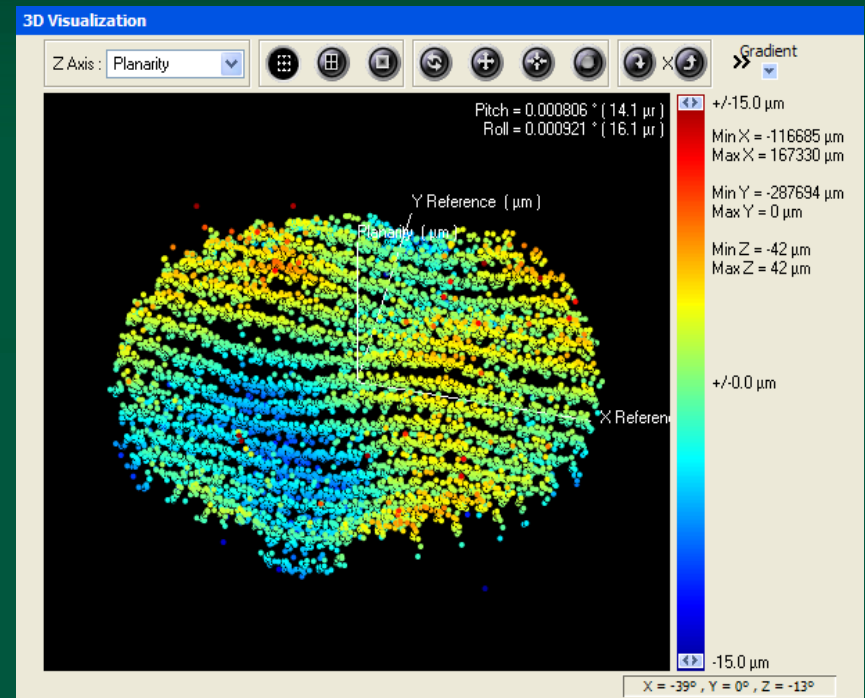 3D Visualization
Z Axis : Planarity
X
Gradient
Pitch = 0.000806 ° ( 14.1 µr )
Roll = 0.000921 ° ( 16.1 µr )
Y Reference ( µm )
Planarity ( µm )
X Referen
+/-15.0 µm
Min X = -116685 µm
Max X = 167330 µm
Min Y = -287694 µm
Max Y = 0 µm
Min Z = -42 µm
Max Z = 42 µm
+/-0.0 µm
-15.0 µm
X = -39° , Y = 0° , Z = -13°